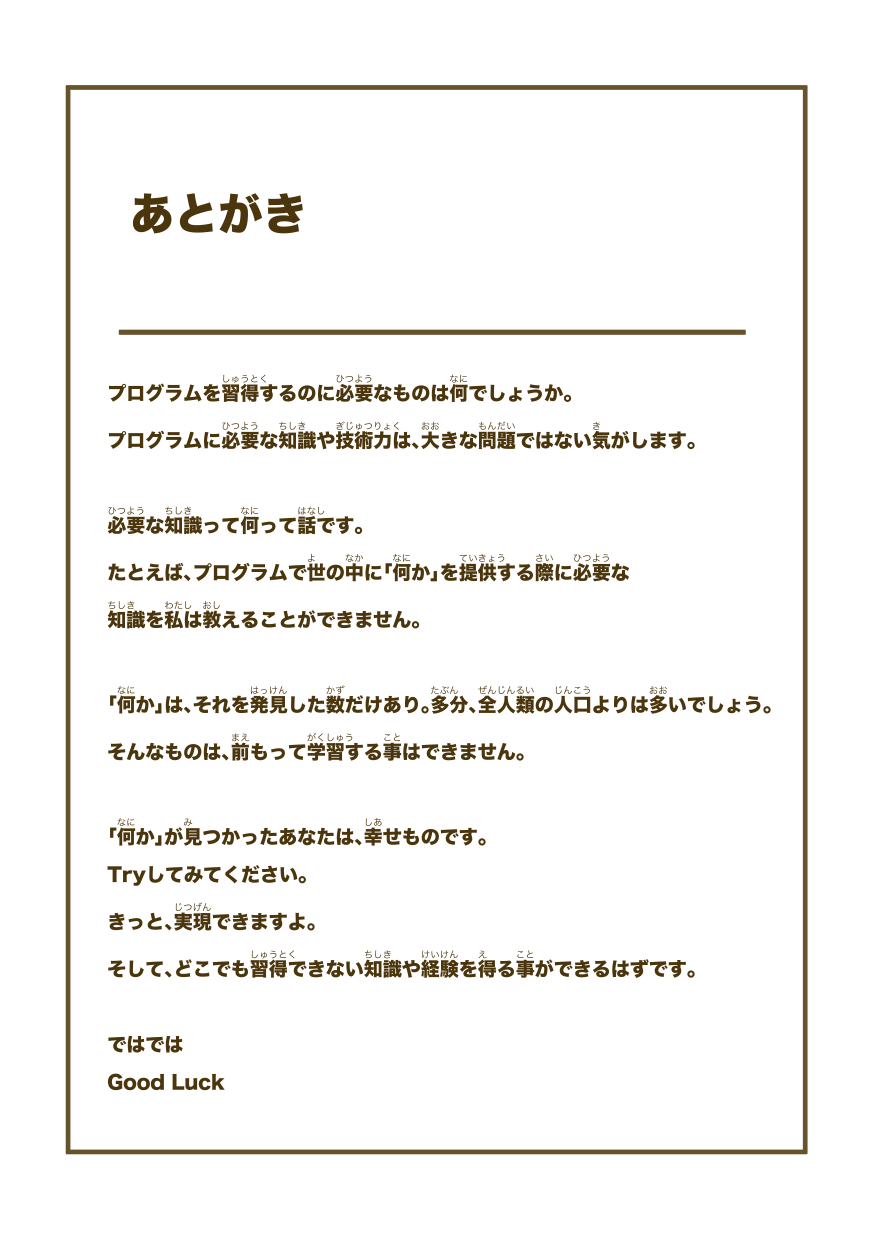 あとがき
プログラムを習得するのに必要なものは何でしょうか。
プログラムに必要な知識や技術力は、大きな問題ではない気がします。
必要な知識って何って話です。
たとえば、プログラムで世の中に「何か」を提供する際に必要な
知識を私は教えることができません。
「何か」は、それを発見した数だけあり。多分、全人類の人口よりは多いでしょう。
そんなものは、前もって学習する事はできません。
「何か」が見つかったあなたは、幸せものです。
Tryしてみてください。
きっと、実現できますよ。
そして、どこでも習得できない知識や経験を得る事ができるはずです。
ではでは
Good Luck